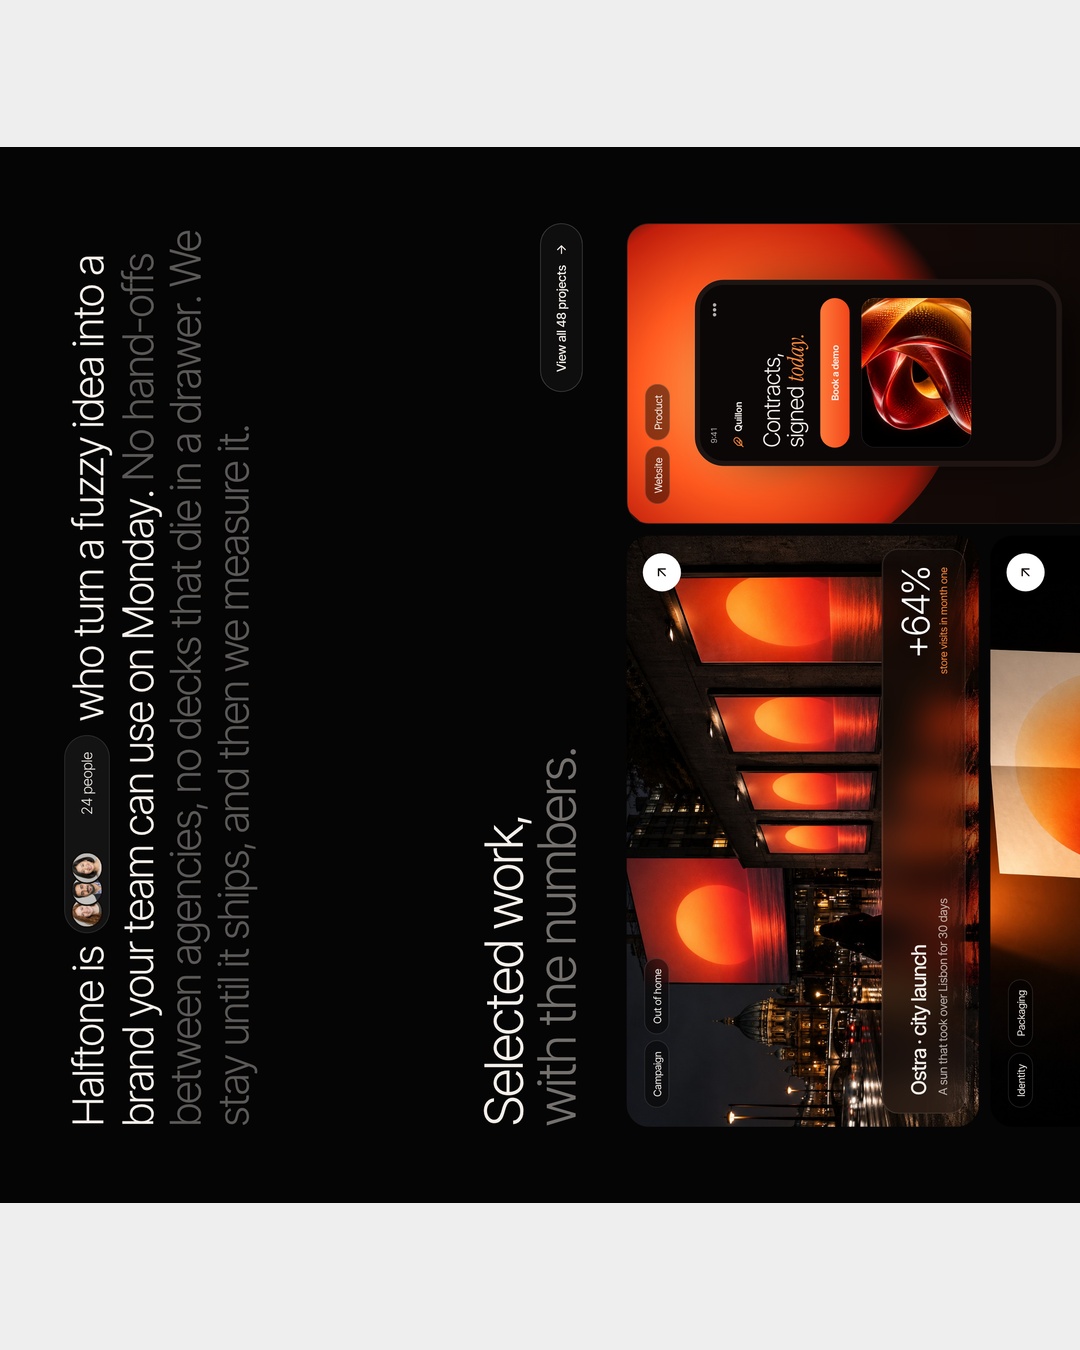 Halftone is 24 people who turn a fuzzy idea into a
brand your team can use on Monday. No hand-offs
between agencies, no decks that die in a drawer. We
stay until it ships, and then we measure it.
Selected work,
with the numbers.
View all 48 projects →
Campaign
Out of home
Ostra · city launch
A sun that took over Lisbon for 30 days
+64%
store visits in month one
Website
Product
9:41
Quillon
Contracts,
signed today.
Book a demo
Identity
Packaging